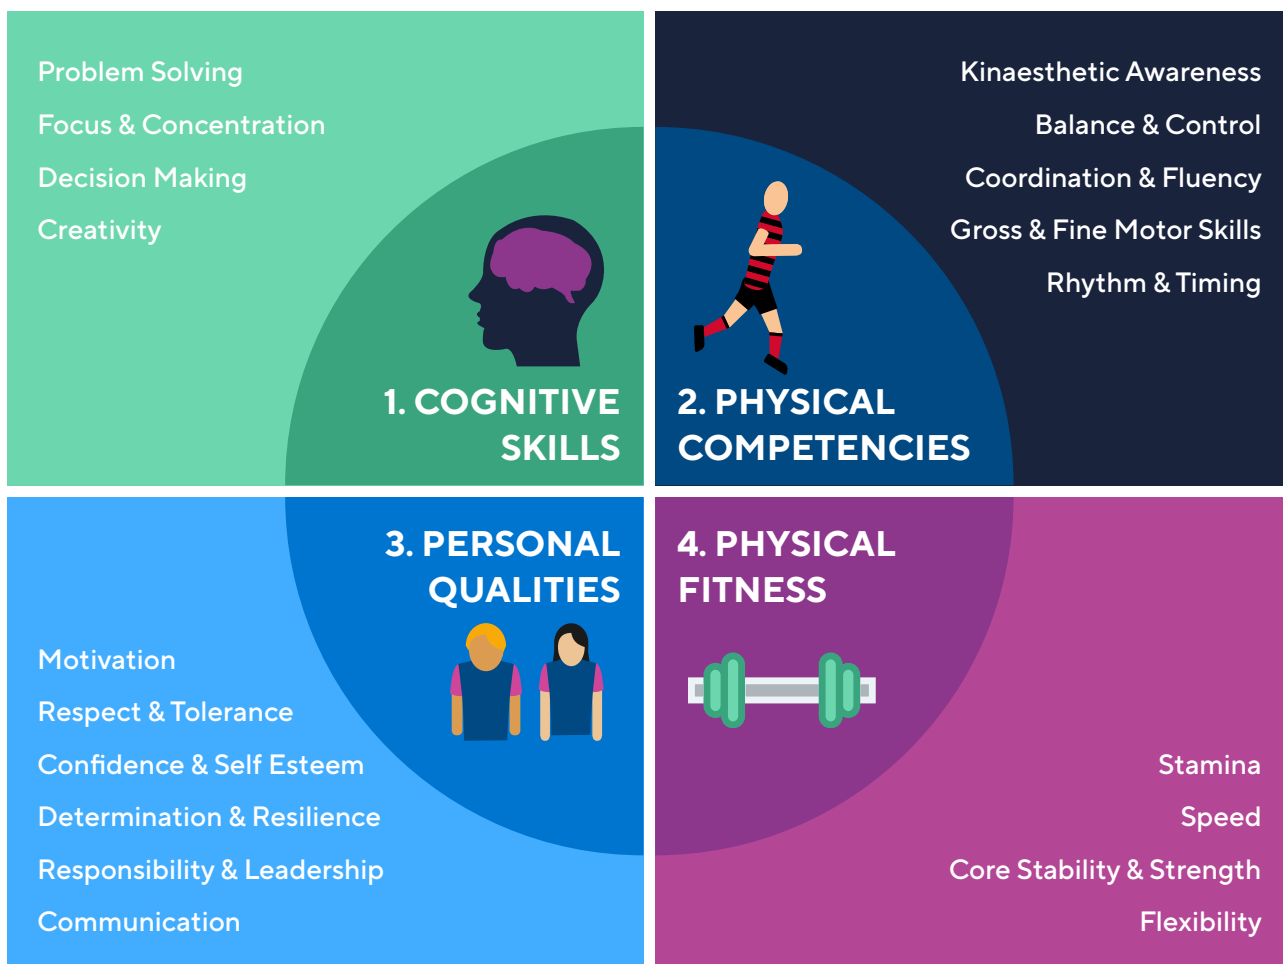 Problem Solving
Focus & Concentration
Decision Making
Creativity
1. COGNITIVE
SKILLS
Kinaesthetic Awareness
Balance & Control
Coordination & Fluency
Gross & Fine Motor Skills
Rhythm & Timing
2. PHYSICAL
COMPETENCIES
3. PERSONAL
QUALITIES
Motivation
Respect & Tolerance
Confidence & Self Esteem
Determination & Resilience
Responsibility & Leadership
Communication
4. PHYSICAL
FITNESS
Stamina
Speed
Core Stability & Strength
Flexibility